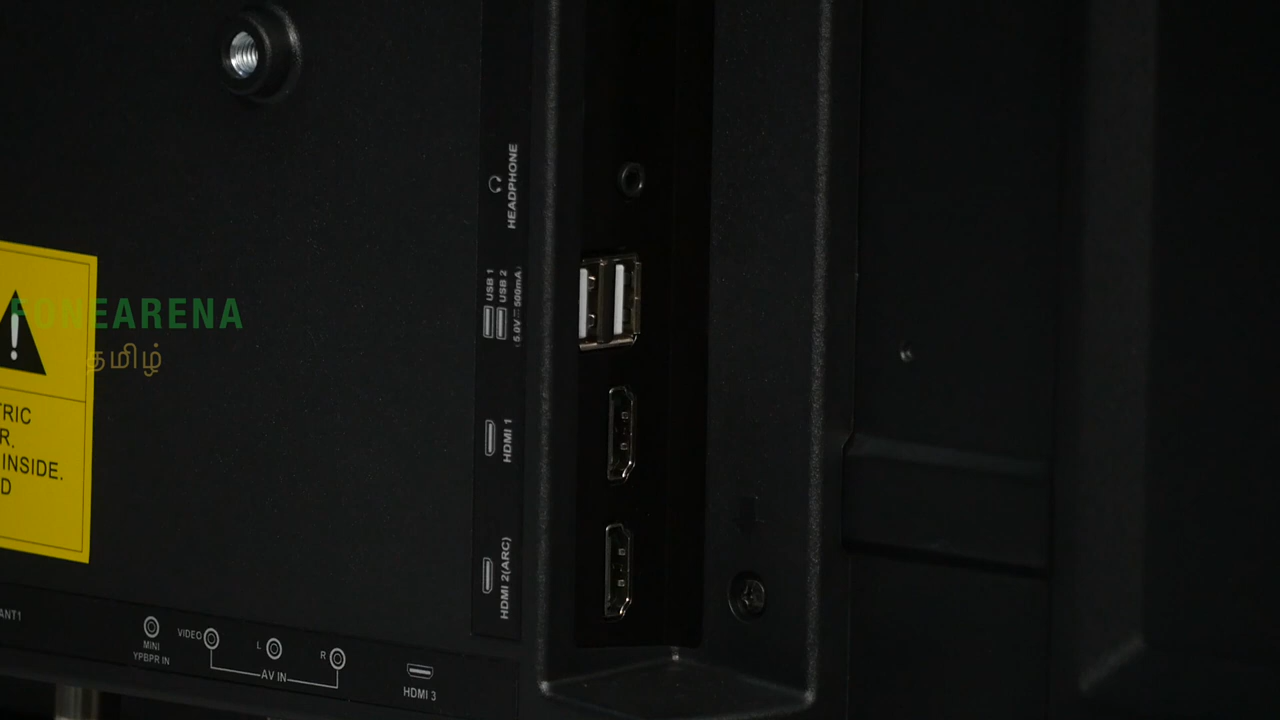 HEADPHONE
USB 1
USB 2
5.0V⎓500mA
HDMI 1
HDMI 2(ARC)
!
TRIC
R.
INSIDE.
D
FONEARENA
தமிழ்
ANT1
MINI
YPBPR IN
VIDEO
L
R
AV IN
HDMI 3